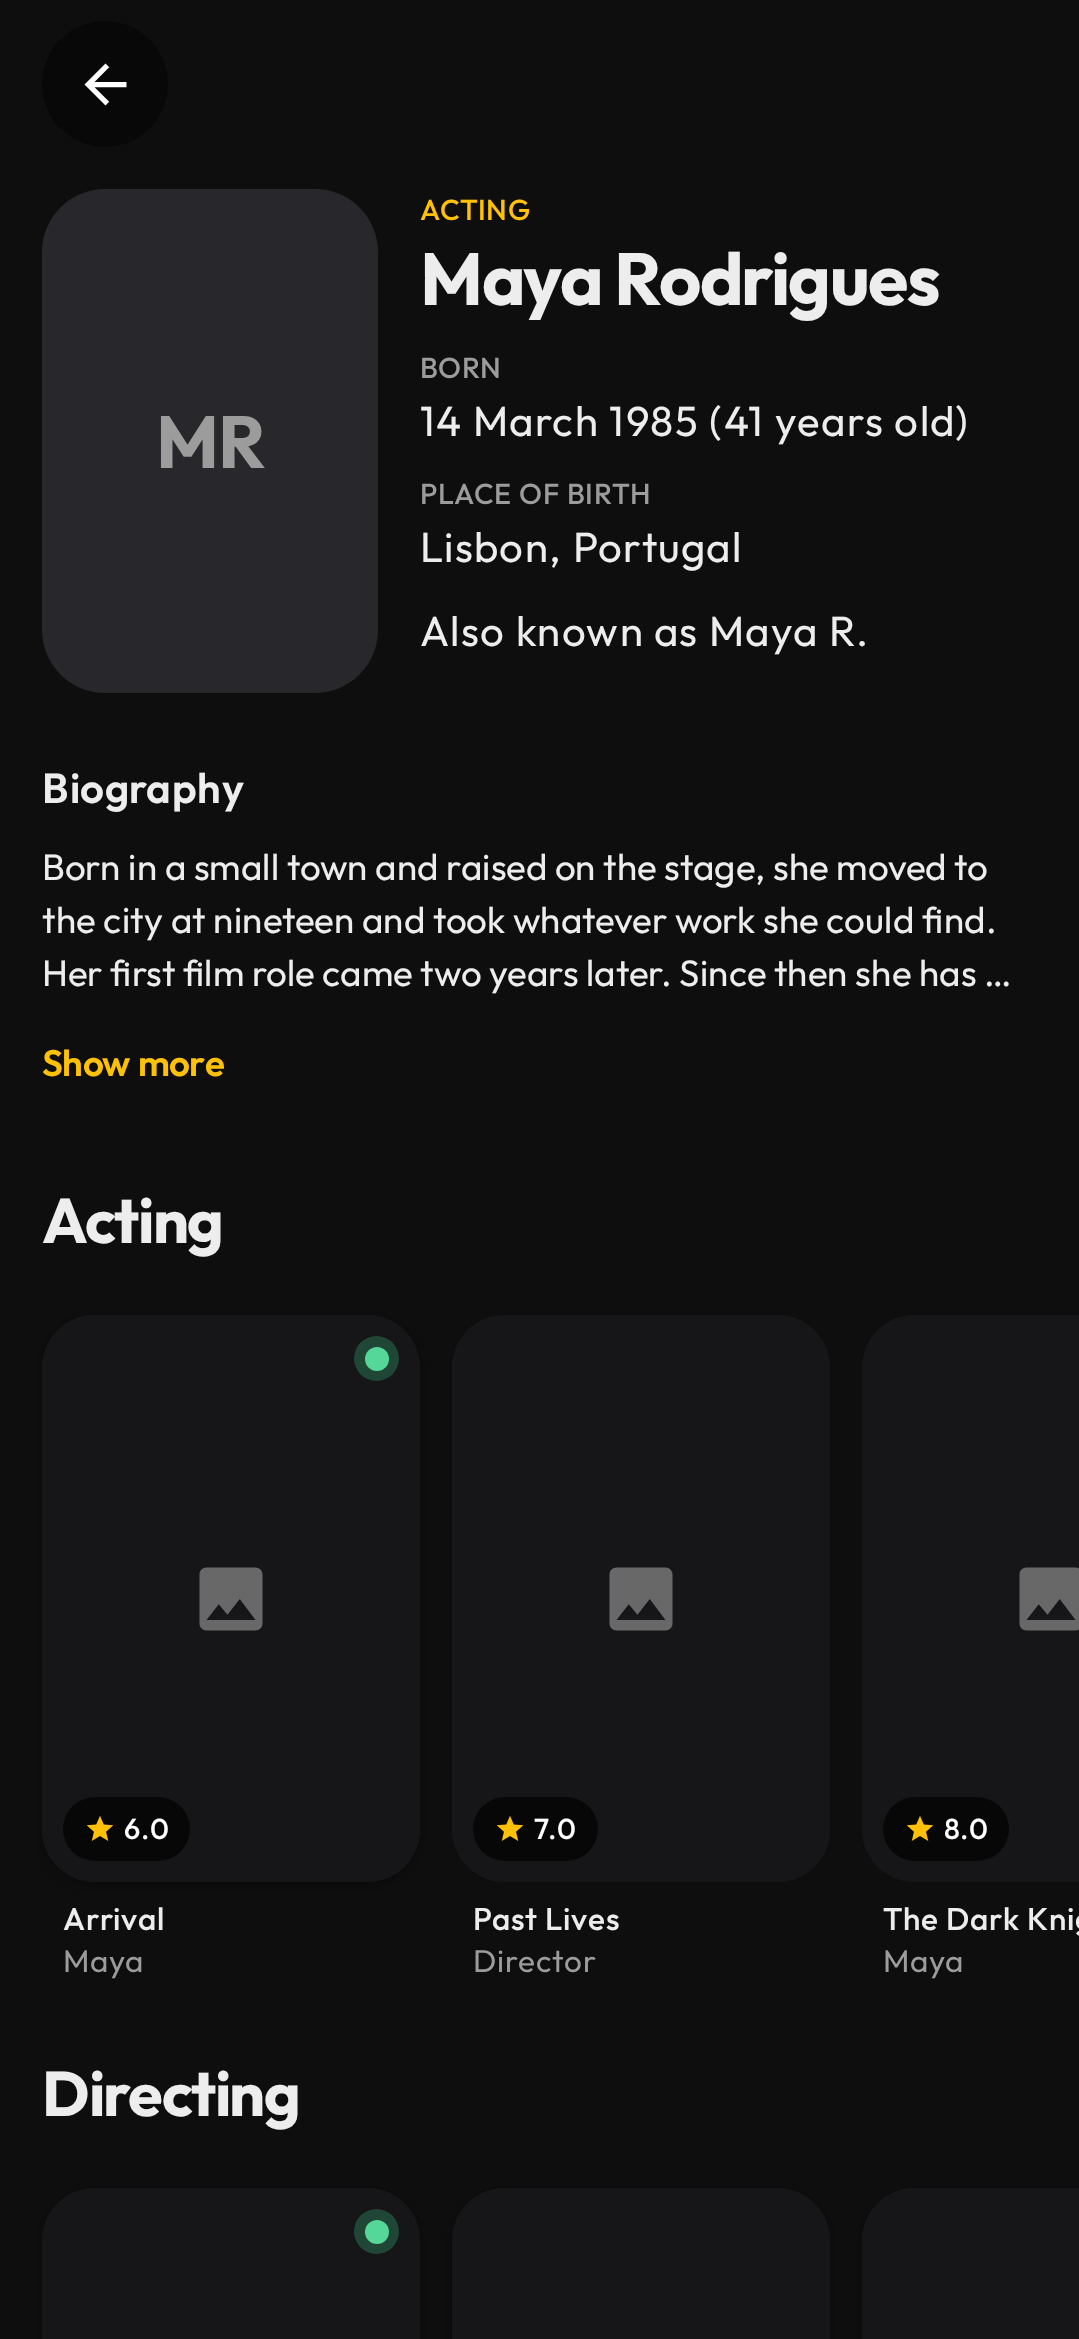 ACTING
Maya Rodrigues
BORN
14 March 1985 (41 years old)
PLACE OF BIRTH
Lisbon, Portugal
Also known as Maya R.
MR
Biography
Born in a small town and raised on the stage, she moved to
the city at nineteen and took whatever work she could find.
Her first film role came two years later. Since then she has ...
Show more
Acting
6.0
7.0
8.0
Arrival
Maya
Past Lives
Director
The Dark
Maya
Directing